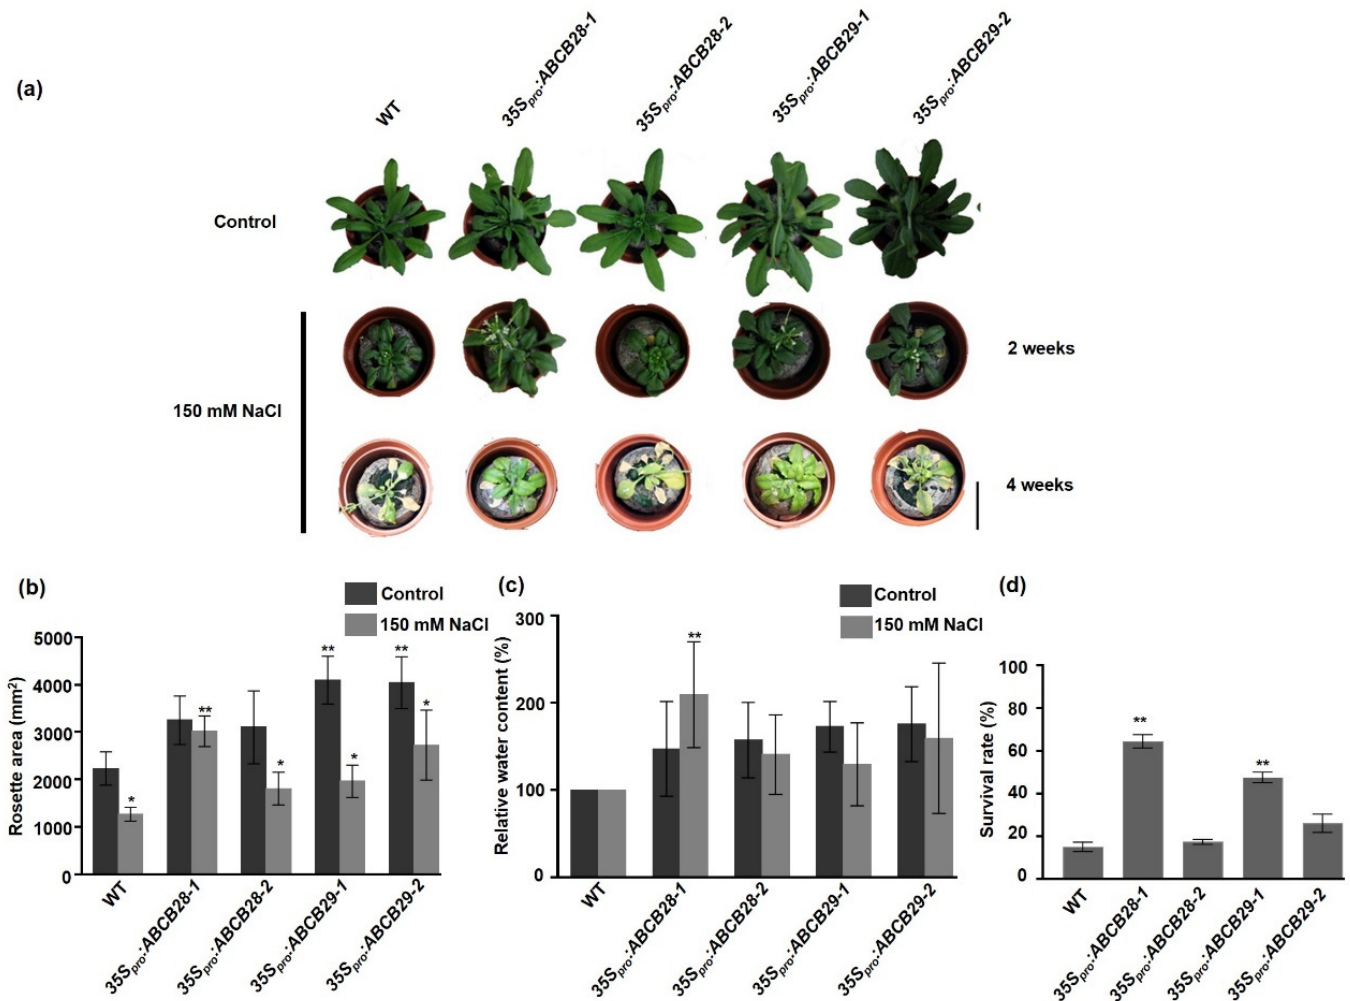 (a)
WT
35Spro:ABCB28-1
35Spro:ABCB28-2
35Spro:ABCB29-1
35Spro:ABCB29-2
Control
2 weeks
150 mM NaCl
4 weeks
(b)
Control
150 mM NaCl
Rosette area (mm²)
5000
4000
3000
2000
1000
0
*
**
*
**
*
**
*
WT
35Spro:ABCB28-1
35Spro:ABCB28-2
35Spro:ABCB29-1
35Spro:ABCB29-2
(c)
Control
150 mM NaCl
Relative water content (%)
300
200
100
0
**
WT
35Spro:ABCB28-1
35Spro:ABCB28-2
35Spro:ABCB29-1
35Spro:ABCB29-2
(d)
Survival rate (%)
100
80
60
40
20
0
**
**
WT
35Spro:ABCB28-1
35Spro:ABCB28-2
35Spro:ABCB29-1
35Spro:ABCB29-2